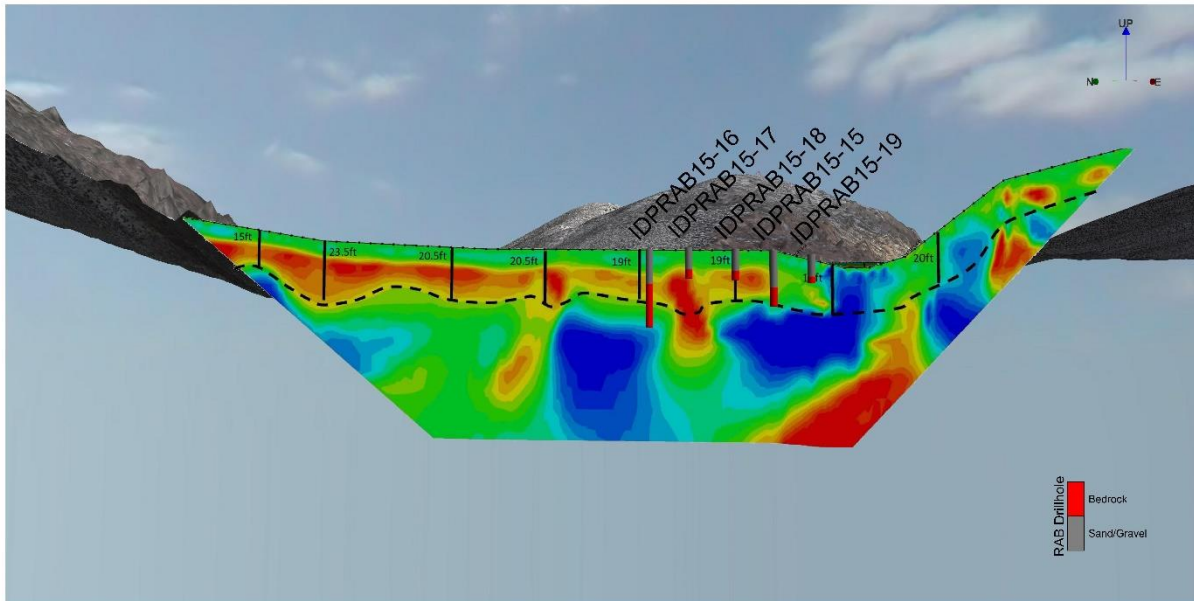 UP
N
E
IDPRAB15-16
IDPRAB15-17
IDPRAB15-18
IDPRAB15-15
IDPRAB15-19
15ft
23.5ft
20.5ft
20.5ft
19ft
19ft
20ft
RAB Drillhole
Bedrock
Sand/Gravel